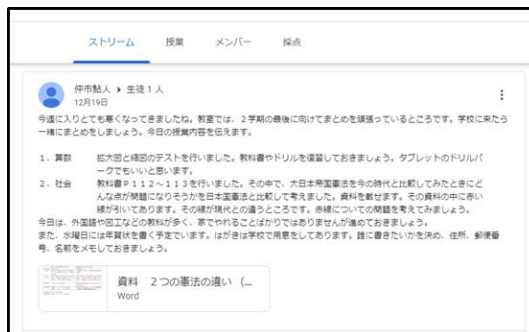 ストリーム 授業 メンバー 採点
仲市黏人 ▶ 生徒1人
12月19日
今週に入りとても寒くなってきましたね。教室では、2学期の最後に向けてまとめを頑張っているところです。学校に来たら
一緒にまとめをしましょう。今日の授業内容を伝えます。
1、算数 拡大図と縮図のテストを行いました。教科書やドリルを復習しておきましょう。タブレットのドリルパ
ークでもいいと思います。
2、社会 教科書P112～113を行いました。その中で、大日本帝国憲法を今の時代と比較してみたときにど
んな点が問題になりそうかを日本国憲法と比較して考えました。資料を載せます。その資料の中に赤い
線が引いてあります。その線が現代との違うところです。赤線についての問題を考えてみましょう。
今日は、外国語や図工などの教科が多く、家でやれることばかりではありませんが進めておきましょう。
また、水曜日には年賀状を書く予定でいます。はがきは学校で用意をしてあります。誰に書きたいかを決め、住所、郵便番
号、名前をメモしておきましょう。
資料 2つの憲法の違い (...
Word